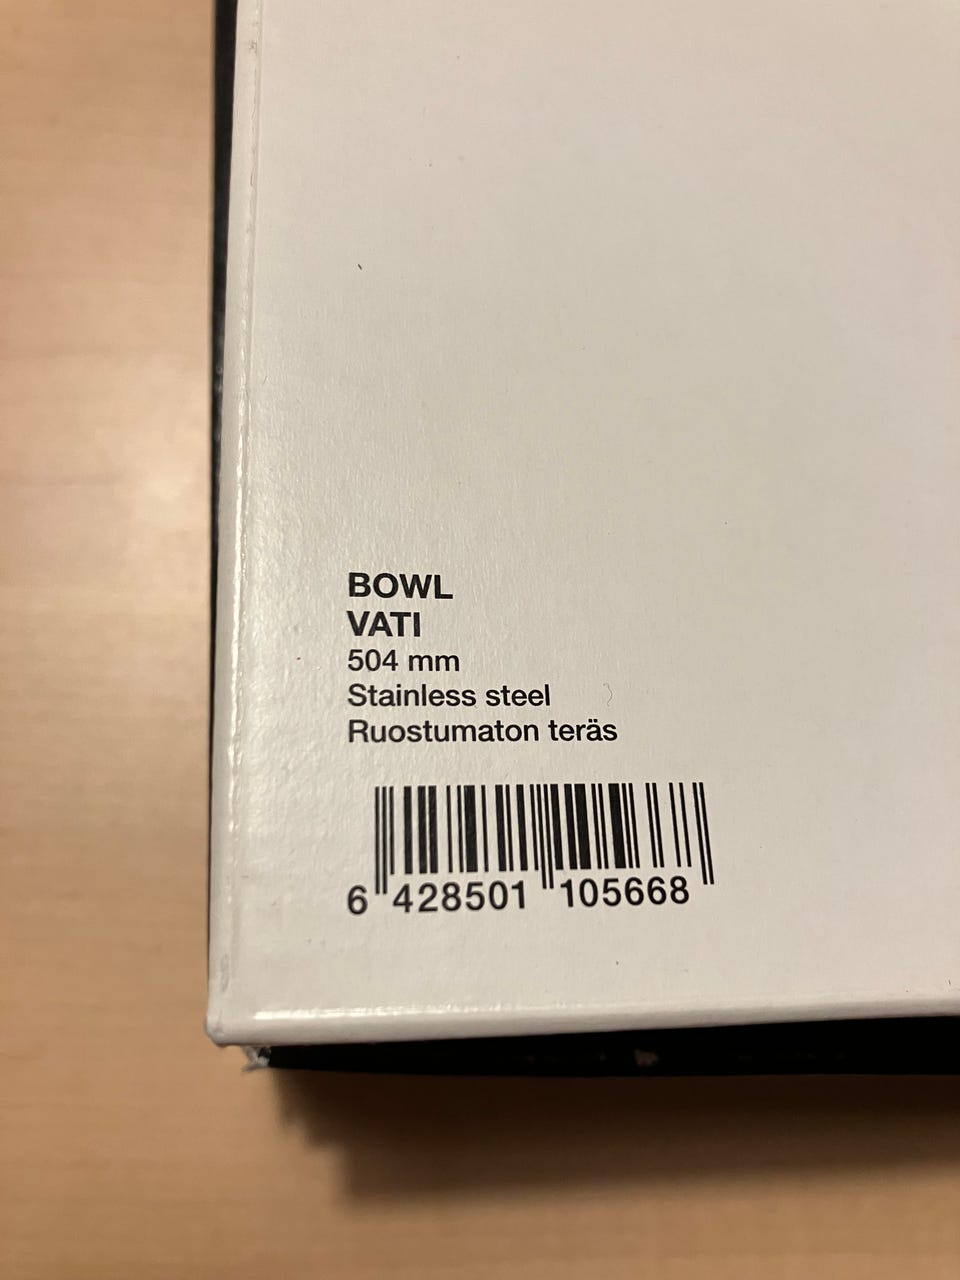 BOWL
VATI
504 mm
Stainless steel
Ruostumaton teräs
6 428501 105668